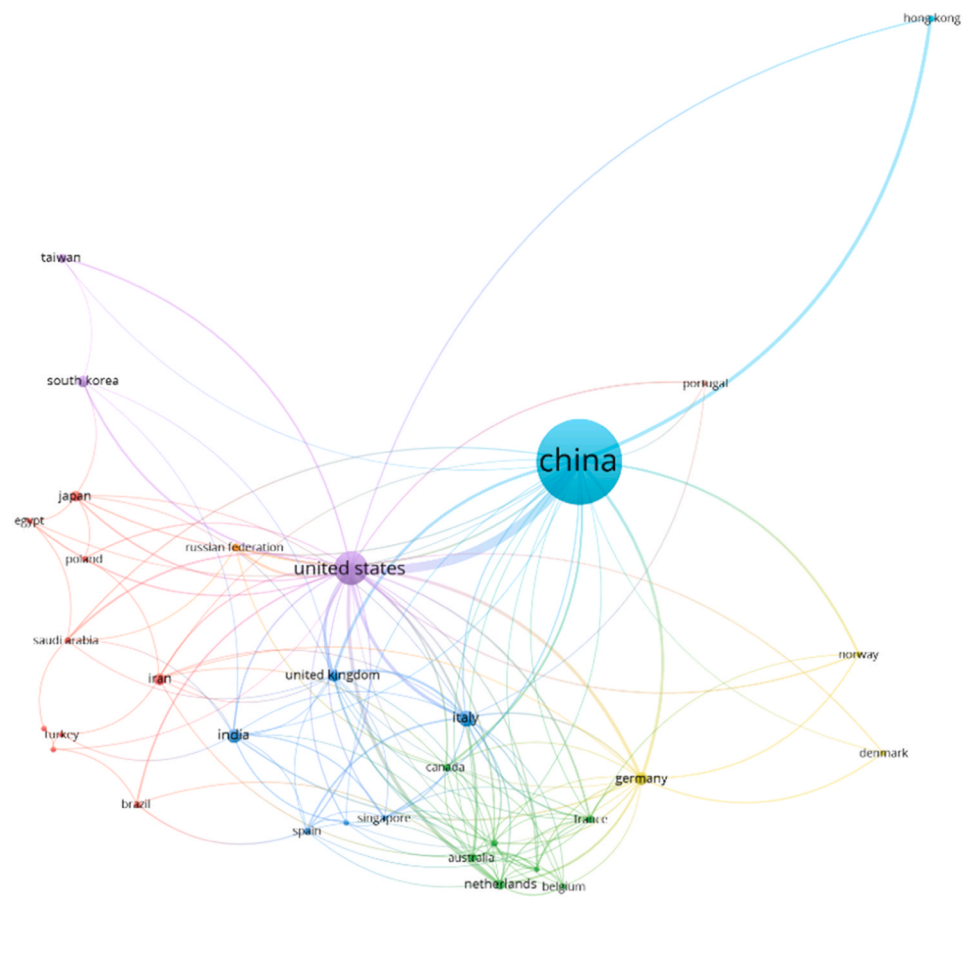 hong kong
taiwan
south korea
portugal
china
japan
egypt
russian federation
poland
united states
saudi arabia
norway
united kingdom
iran
italy
turkey
india
denmark
canada
germany
brazil
singapore
france
spain
australia
netherlands
belgium